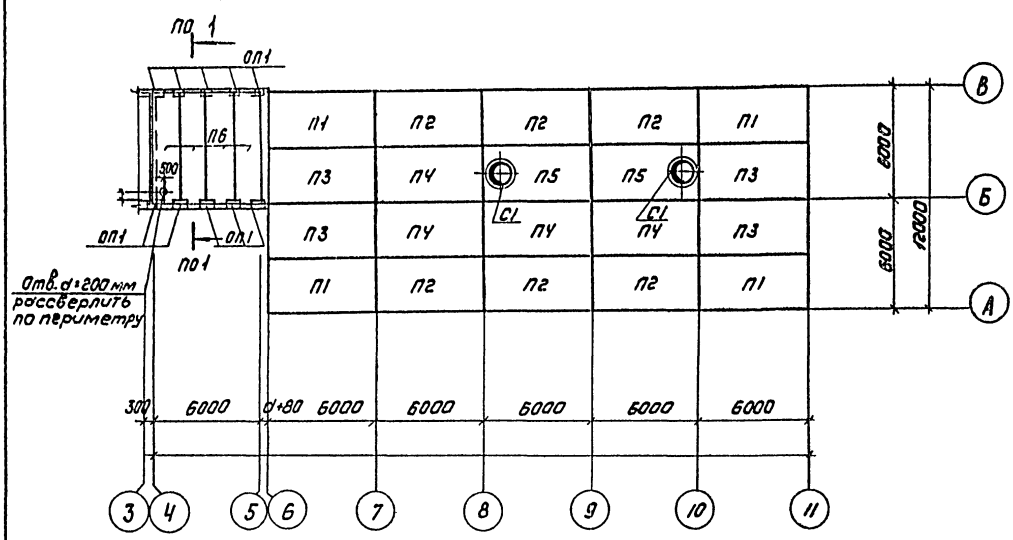 по 1
оп1
П1 П2 П2 П2 П1
П6
500
П3 П4 П5 П5 П3
С1 С1
П3 П4 П4 П4 П3
оп1 оп1
по 1
П1 П2 П2 П2 П1
Отв. d=200 мм
рассверлить
по периметру
В
6000
Б
6000
12000
А
300 6000 d+80 6000 6000 6000 6000 6000
3 4 5 6 7 8 9 10 11